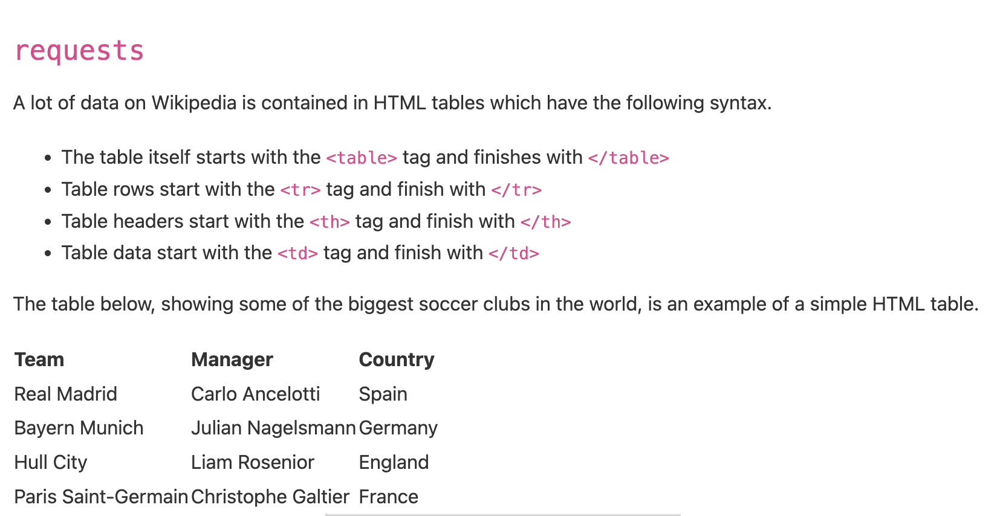 requests
A lot of data on Wikipedia is contained in HTML tables which have the following syntax.
• The table itself starts with the <table> tag and finishes with </table>
• Table rows start with the <tr> tag and finish with </tr>
• Table headers start with the <th> tag and finish with </th>
• Table data start with the <td> tag and finish with </td>
The table below, showing some of the biggest soccer clubs in the world, is an example of a simple HTML table.
Team Manager Country
Real Madrid Carlo Ancelotti Spain
Bayern Munich Julian Nagelsmann Germany
Hull City Liam Rosenior England
Paris Saint-Germain Christophe Galtier France